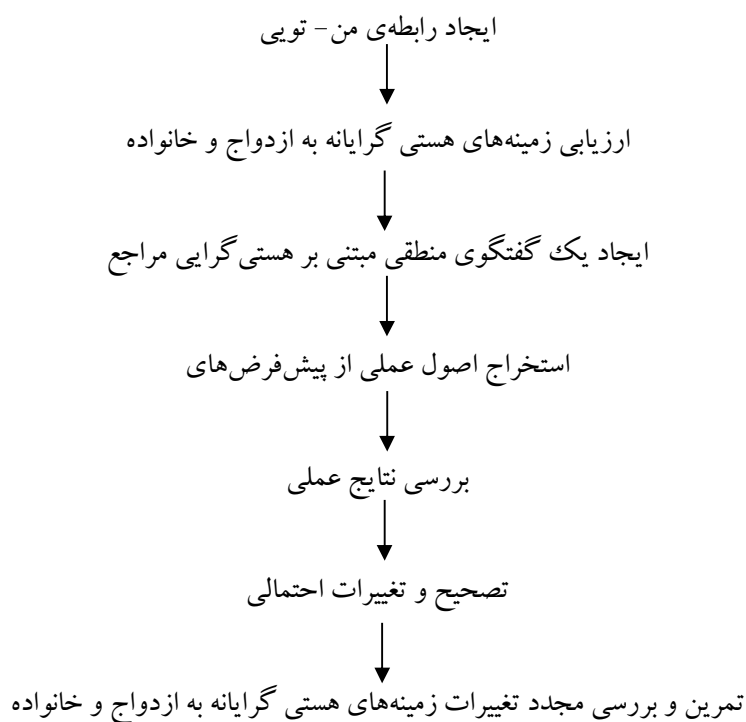 ایجاد رابطه‌ی من - تویی
ارزیابی زمینه‌های هستی گرایانه به ازدواج و خانواده
ایجاد یک گفتگوی منطقی مبتنی بر هستی‌گرایی مراجع
استخراج اصول عملی از پیش‌فرض‌های
بررسی نتایج عملی
تصحیح و تغییرات احتمالی
تمرین و بررسی مجدد تغییرات زمینه‌های هستی گرایانه به ازدواج و خانواده